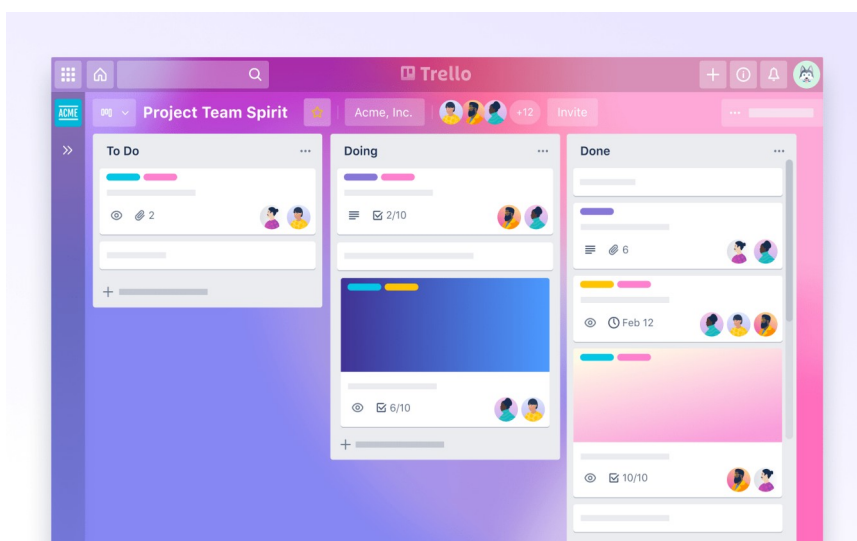 Trello
ACME
Project Team Spirit
Acme, Inc.
+12
Invite
To Do
2
Doing
2/10
6/10
Done
6
Feb 12
10/10